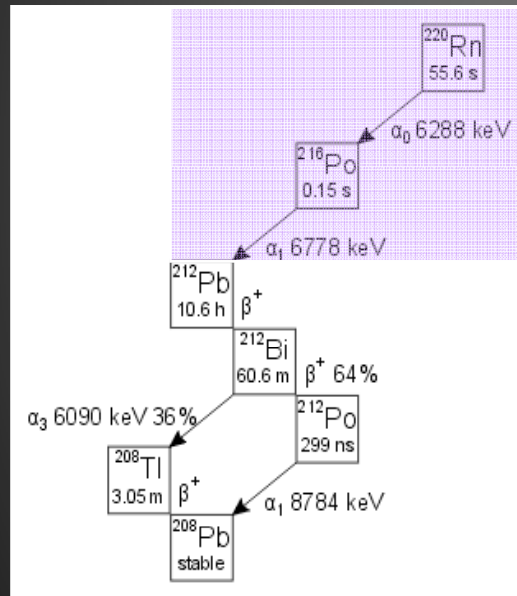 ²²⁰Rn
55.6 s
α₀ 6288 keV
²¹⁶Po
0.15 s
α₁ 6778 keV
²¹²Pb
10.6 h
β⁺
²¹²Bi
60.6 m
β⁺ 64%
α₃ 6090 keV 36%
²¹²Po
299 ns
²⁰⁸Tl
3.05 m
β⁺
α₁ 8784 keV
²⁰⁸Pb
stable